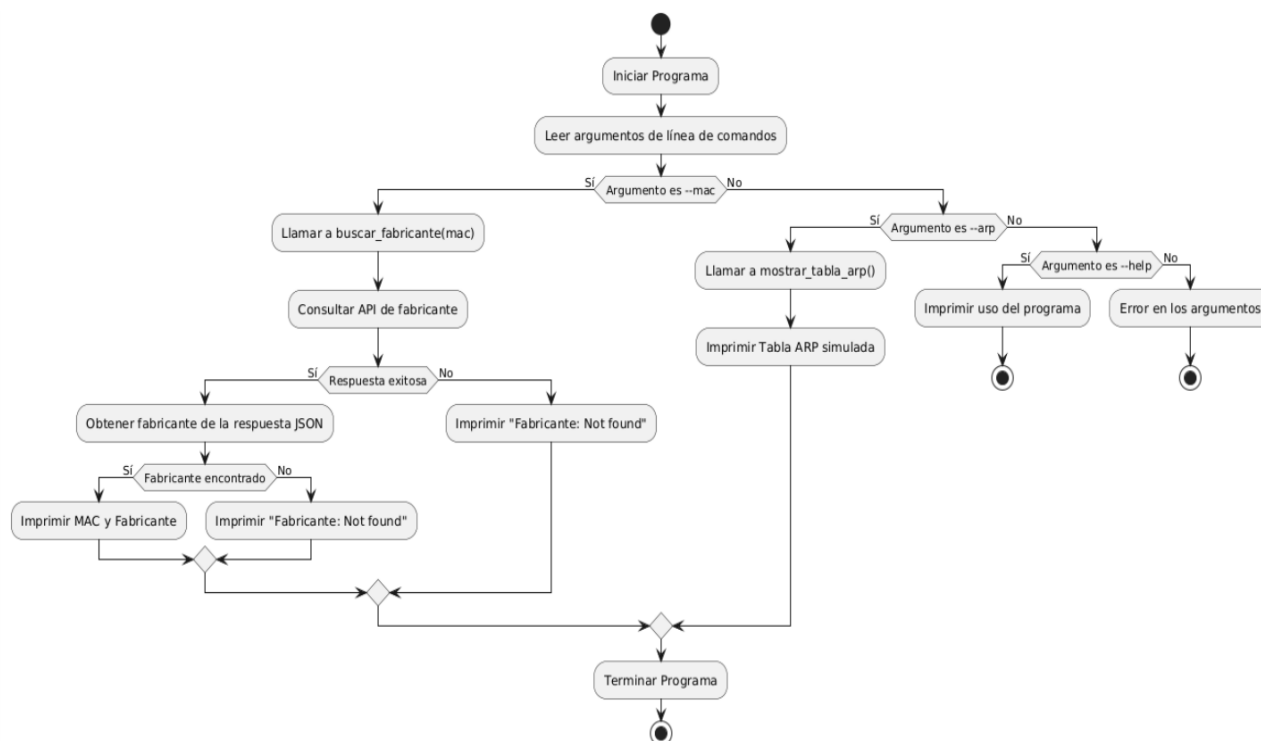 Iniciar Programa
Leer argumentos de línea de comandos
Sí
Argumento es --mac
No
Llamar a buscar_fabricante(mac)
Sí
Argumento es --arp
No
Llamar a mostrar_tabla_arp()
Sí
Argumento es --help
No
Consultar API de fabricante
Imprimir uso del programa
Error en los argumentos
Imprimir Tabla ARP simulada
Sí
Respuesta exitosa
No
Obtener fabricante de la respuesta JSON
Imprimir "Fabricante: Not found"
Sí
Fabricante encontrado
No
Imprimir MAC y Fabricante
Imprimir "Fabricante: Not found"
Terminar Programa